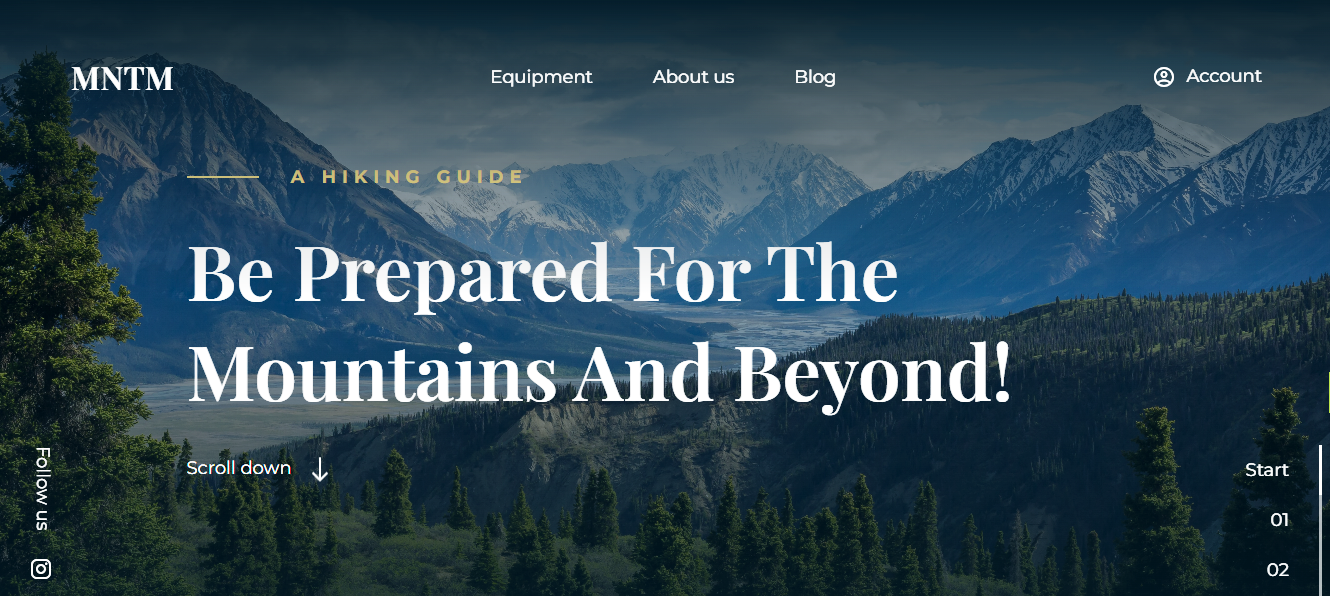 MNTM
Equipment
About us
Blog
Account
A HIKING GUIDE
Be Prepared For The
Mountains And Beyond!
Scroll down
Follow us
Start
01
02